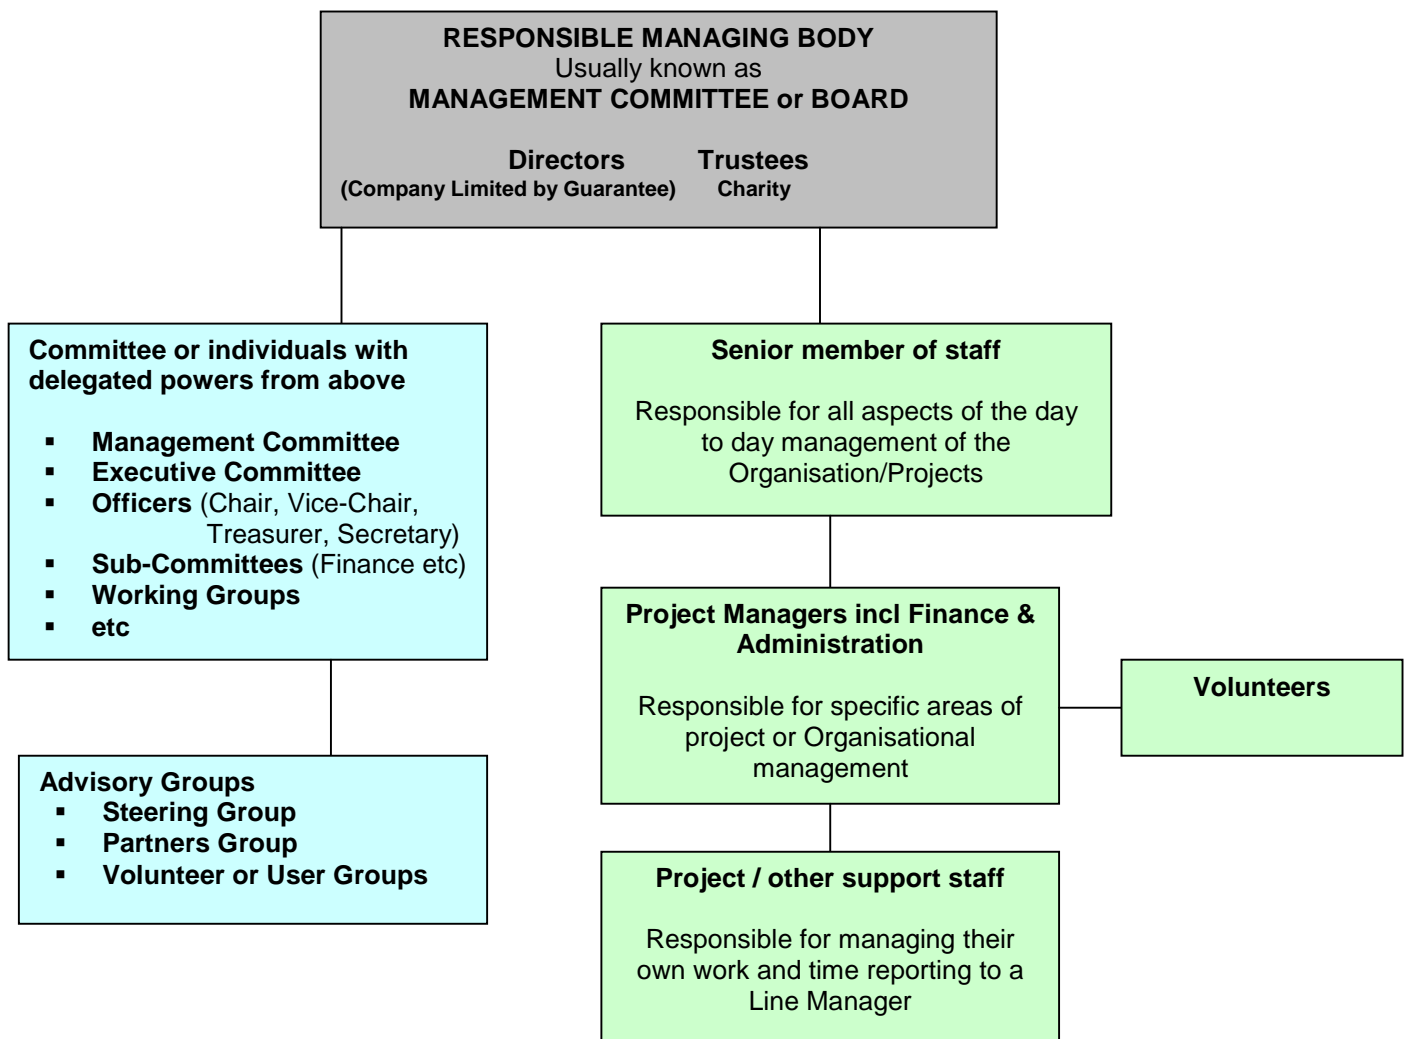 RESPONSIBLE MANAGING BODY
Usually known as
MANAGEMENT COMMITTEE or BOARD
Directors Trustees
(Company Limited by Guarantee) Charity
Committee or individuals with
delegated powers from above
▪ Management Committee
▪ Executive Committee
▪ Officers (Chair, Vice-Chair,
Treasurer, Secretary)
▪ Sub-Committees (Finance etc)
▪ Working Groups
▪ etc
Advisory Groups
▪ Steering Group
▪ Partners Group
▪ Volunteer or User Groups
Senior member of staff
Responsible for all aspects of the day
to day management of the
Organisation/Projects
Project Managers incl Finance &
Administration
Responsible for specific areas of
project or Organisational
management
Volunteers
Project / other support staff
Responsible for managing their
own work and time reporting to a
Line Manager